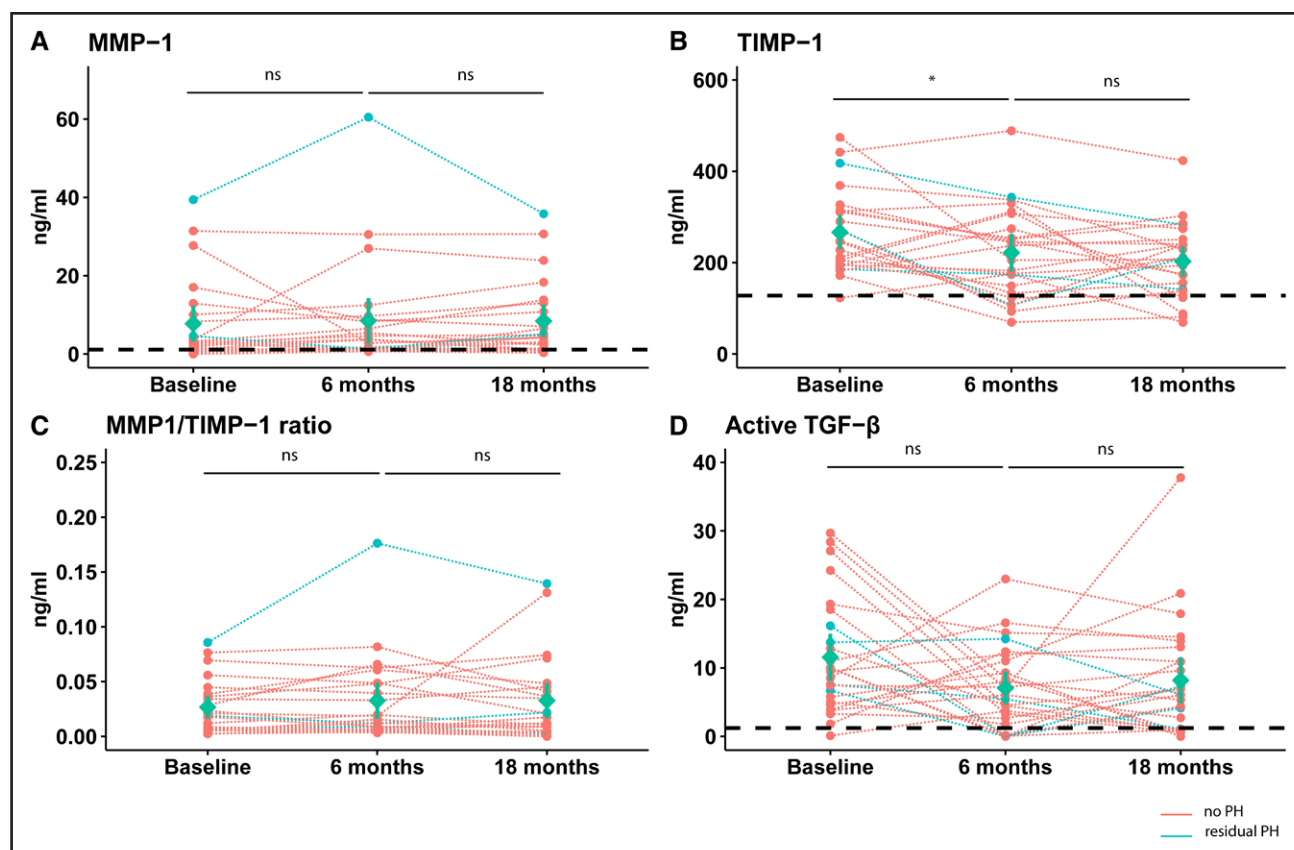 A MMP−1
ns ns
60
40
20
0
ng/ml
Baseline 6 months 18 months
B TIMP−1
* ns
600
400
200
0
ng/ml
Baseline 6 months 18 months
C MMP1/TIMP−1 ratio
ns ns
0.25
0.20
0.15
0.10
0.05
0.00
ng/ml
Baseline 6 months 18 months
D Active TGF−β
ns ns
40
30
20
10
0
ng/ml
Baseline 6 months 18 months
no PH
residual PH